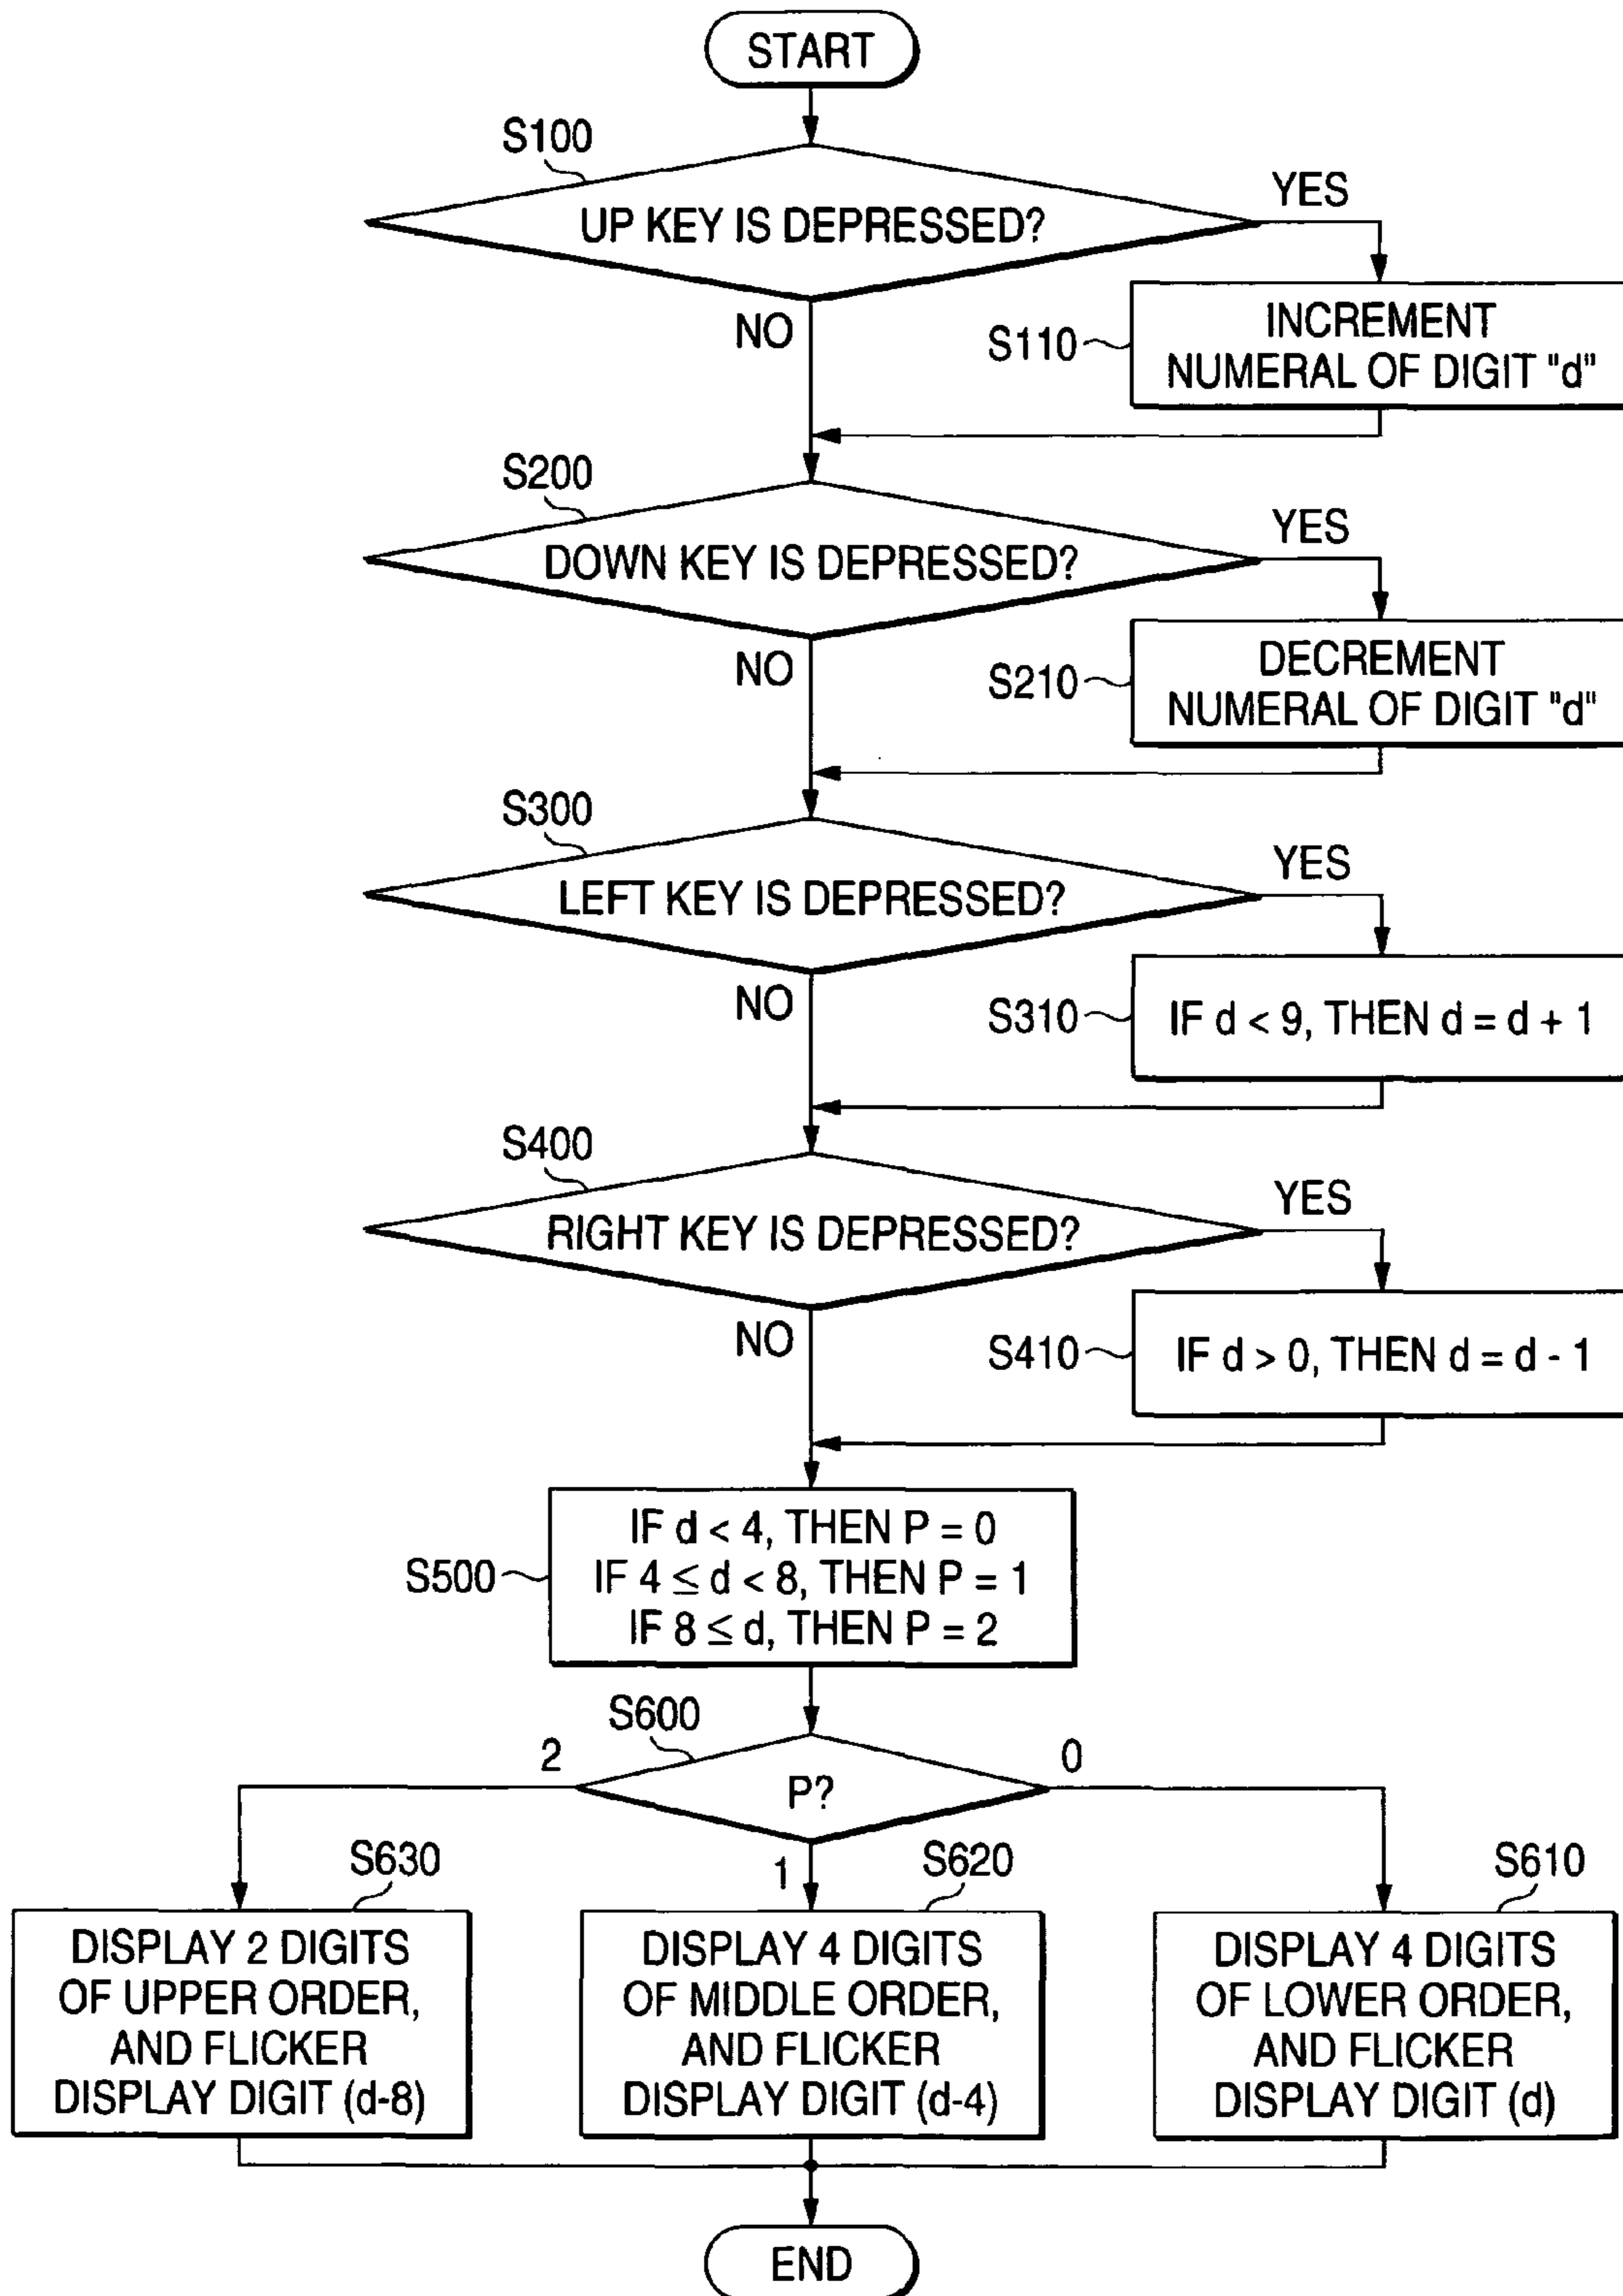 START
S100
UP KEY IS DEPRESSED?
YES
NO
S110
INCREMENT
NUMERAL OF DIGIT "d"
S200
DOWN KEY IS DEPRESSED?
YES
NO
S210
DECREMENT
NUMERAL OF DIGIT "d"
S300
LEFT KEY IS DEPRESSED?
YES
NO
S310
IF d < 9, THEN d = d + 1
S400
RIGHT KEY IS DEPRESSED?
YES
NO
S410
IF d > 0, THEN d = d - 1
S500
IF d < 4, THEN P = 0
IF 4 ≤ d < 8, THEN P = 1
IF 8 ≤ d, THEN P = 2
S600
P?
2
1
0
S630
DISPLAY 2 DIGITS
OF UPPER ORDER,
AND FLICKER
DISPLAY DIGIT (d-8)
S620
DISPLAY 4 DIGITS
OF MIDDLE ORDER,
AND FLICKER
DISPLAY DIGIT (d-4)
S610
DISPLAY 4 DIGITS
OF LOWER ORDER,
AND FLICKER
DISPLAY DIGIT (d)
END